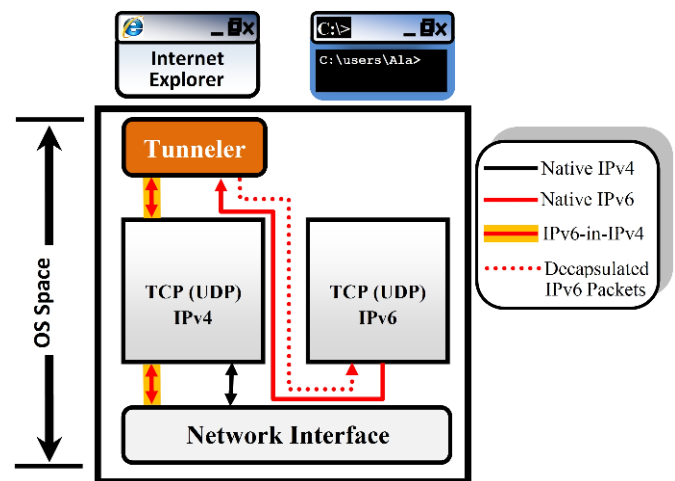 C:\>
Internet
Explorer
C:\users\Ala>
OS Space
Tunneler
TCP (UDP)
IPv4
TCP (UDP)
IPv6
Network Interface
Native IPv4
Native IPv6
IPv6-in-IPv4
Decapsulated
IPv6 Packets